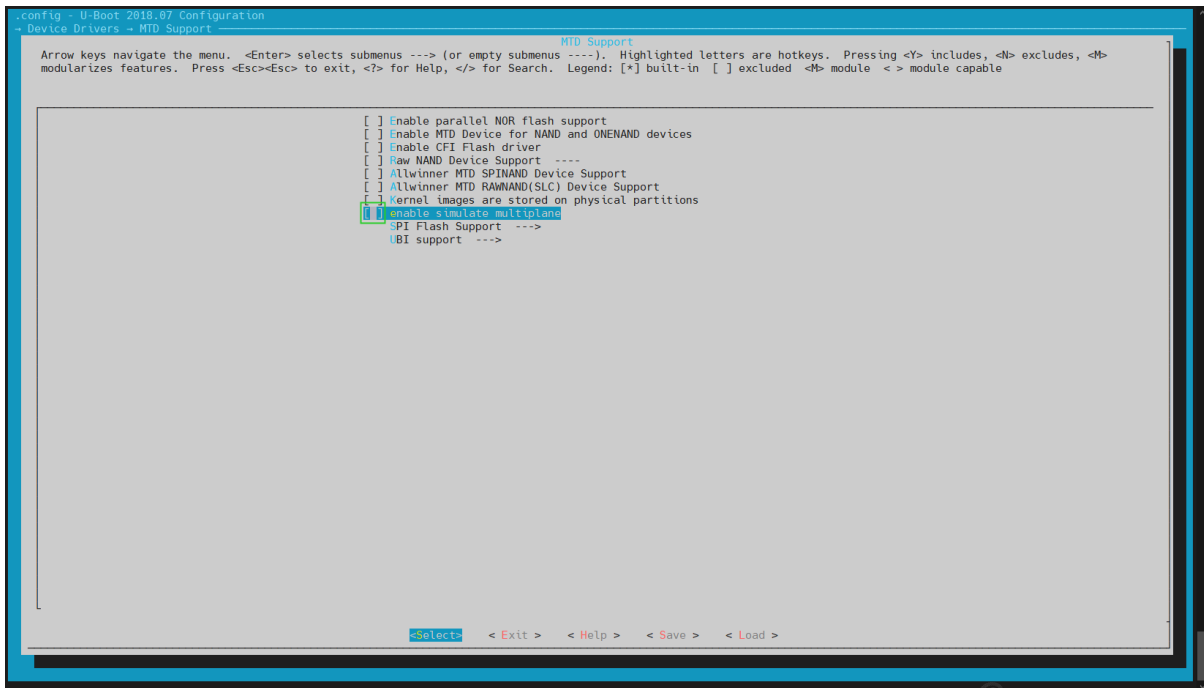 .config - U-Boot 2018.07 Configuration
→ Device Drivers → MTD Support
MTD Support
Arrow keys navigate the menu.  <Enter> selects submenus ---> (or empty submenus ----).  Highlighted letters are hotkeys.  Pressing <Y> includes, <N> excludes, <M>
modularizes features.  Press <Esc><Esc> to exit, <?> for Help, </> for Search.  Legend: [*] built-in  [ ] excluded  <M> module  < > module capable
[ ] Enable parallel NOR flash support
[ ] Enable MTD Device for NAND and ONENAND devices
[ ] Enable CFI Flash driver
[ ] Raw NAND Device Support  ----
[ ] Allwinner MTD SPINAND Device Support
[ ] Allwinner MTD RAWNAND(SLC) Device Support
[ ] Kernel images are stored on physical partitions
[ ] enable simulate multiplane
SPI Flash Support  --->
UBI support  --->
<Select>    < Exit >    < Help >    < Save >    < Load >